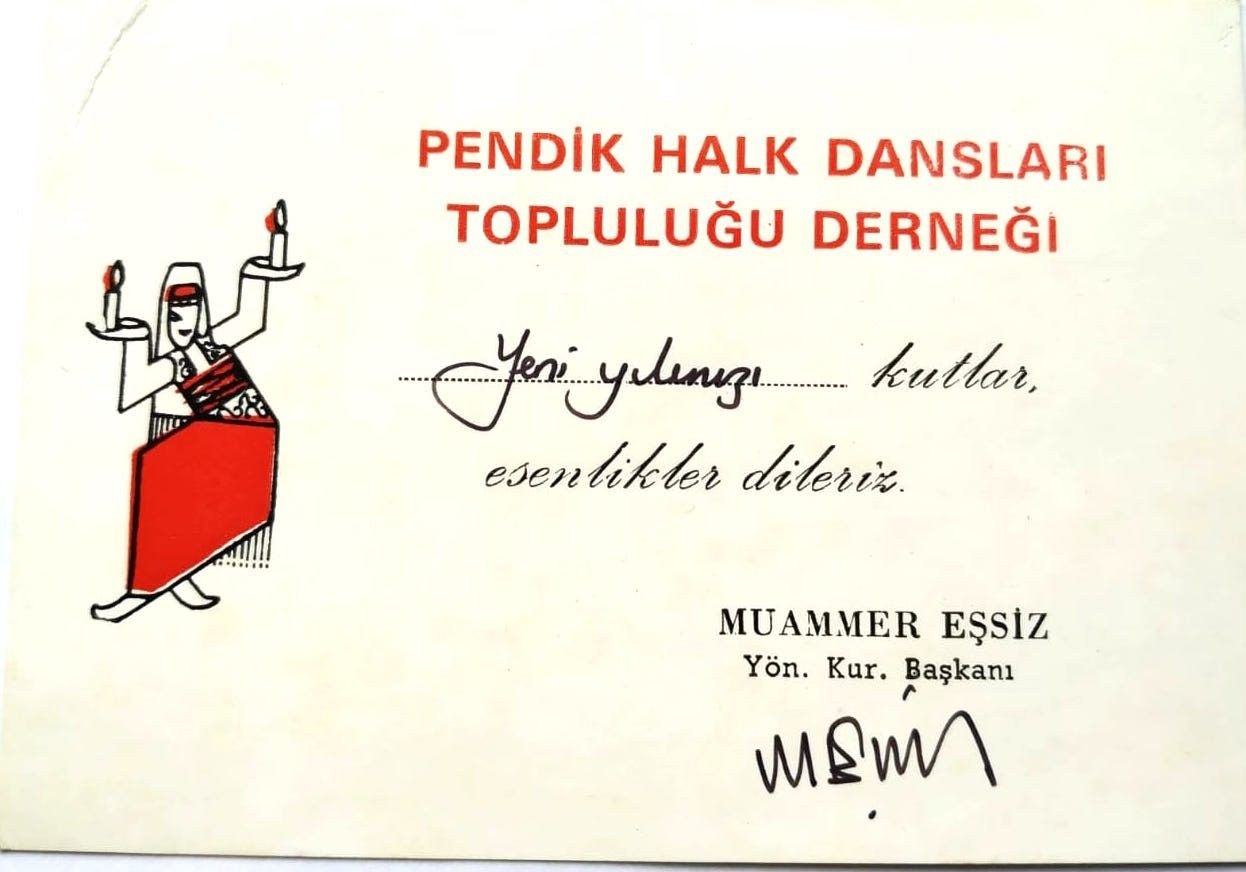 PENDİK HALK DANSLARI
TOPLULUĞU DERNEĞİ
Yeni yılınızı kutlar,
esenlikler dileriz.
MUAMMER EŞSİZ
Yön. Kur. Başkanı